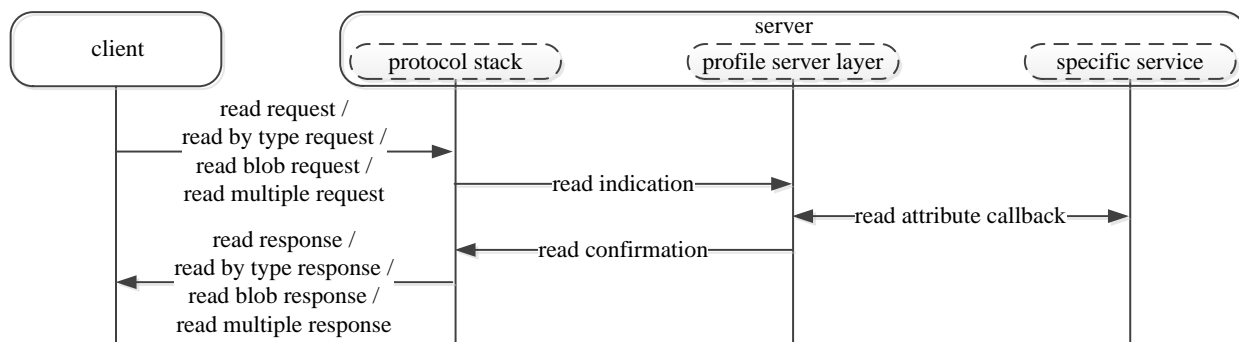 server
client
protocol stack
profile server layer
specific service
read request /
read by type request /
read blob request /
read multiple request
read indication
read attribute callback
read confirmation
read response /
read by type response /
read blob response /
read multiple response